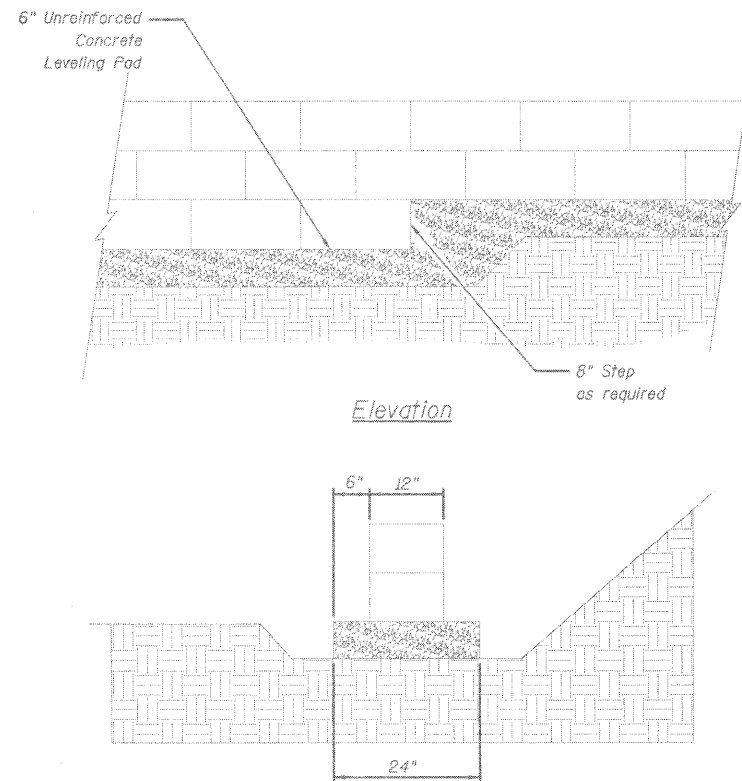 6" Unreinforced
Concrete
Leveling Pad
8" Step
as required
Elevation
6" 12"
24"